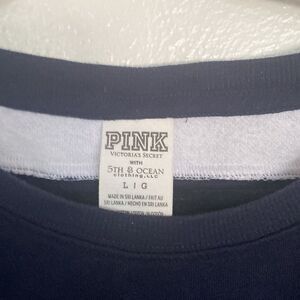 PINK
VICTORIA'S SECRET
WITH
5TH & OCEAN
clothing, LLC
L | G
MADE IN SRI LANKA / FAIT AU
SRI LANKA / HECHO EN SRI LANKA